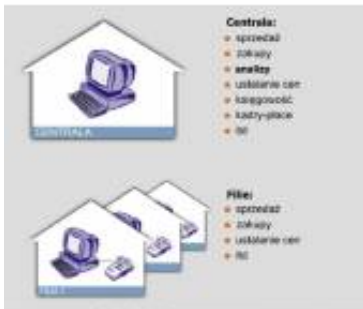 Centrala:
sprzedaż
zakupy
analizy
ustalanie cen
księgowość
kadry-płace
itd
CENTRALA
Filie:
sprzedaż
zakupy
ustalanie cen
itd